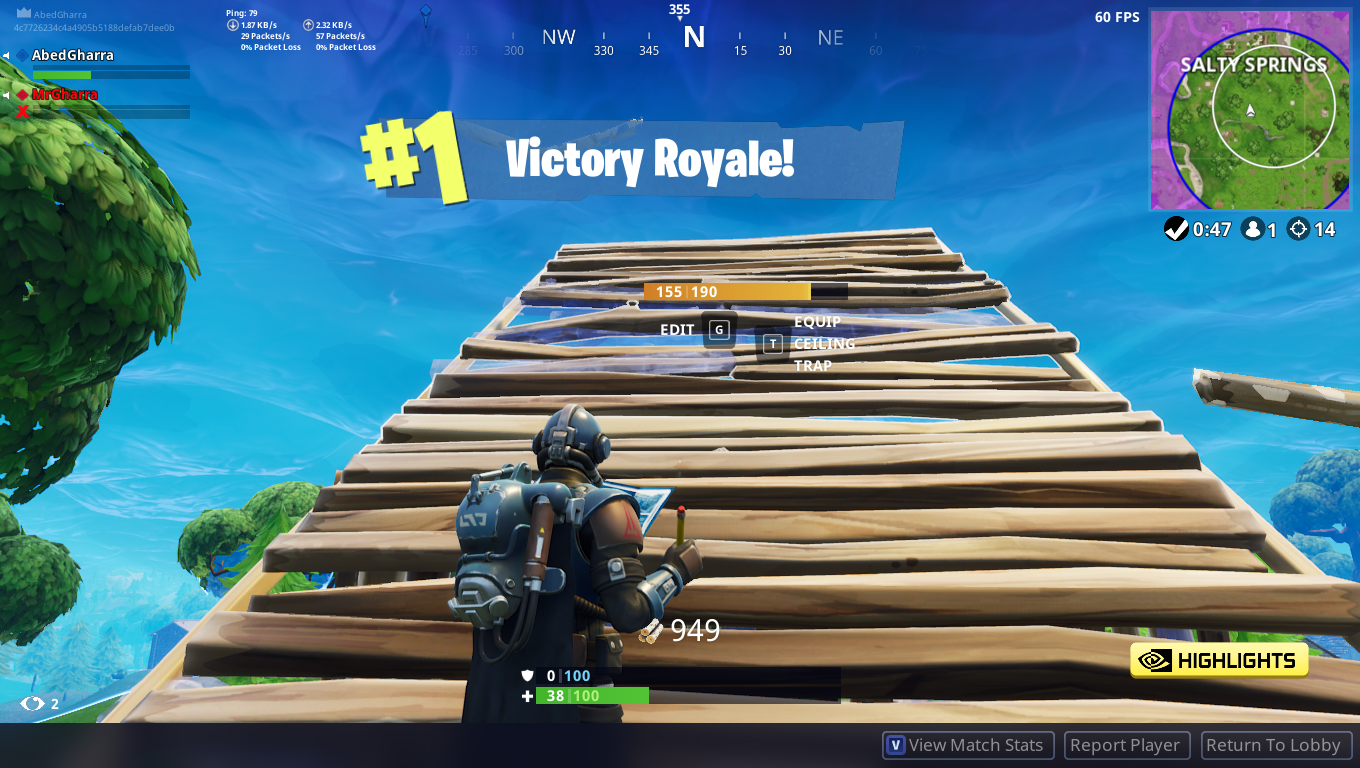 AbedGharra
4c7726234c4a4905b5188defab7dee0b
Ping: 79
1.87 KB/s
2.32 KB/s
29 Packets/s
57 Packets/s
0% Packet Loss
0% Packet Loss
355
285 300 NW 330 345 N 15 30 NE 60
60 FPS
AbedGharra
MrGharra
SALTY SPRINGS
#1 Victory Royale!
0:47 1 14
155 | 190
EDIT G
T EQUIP
CEILING
TRAP
949
HIGHLIGHTS
0 | 100
38 | 100
2
V View Match Stats
Report Player
Return To Lobby